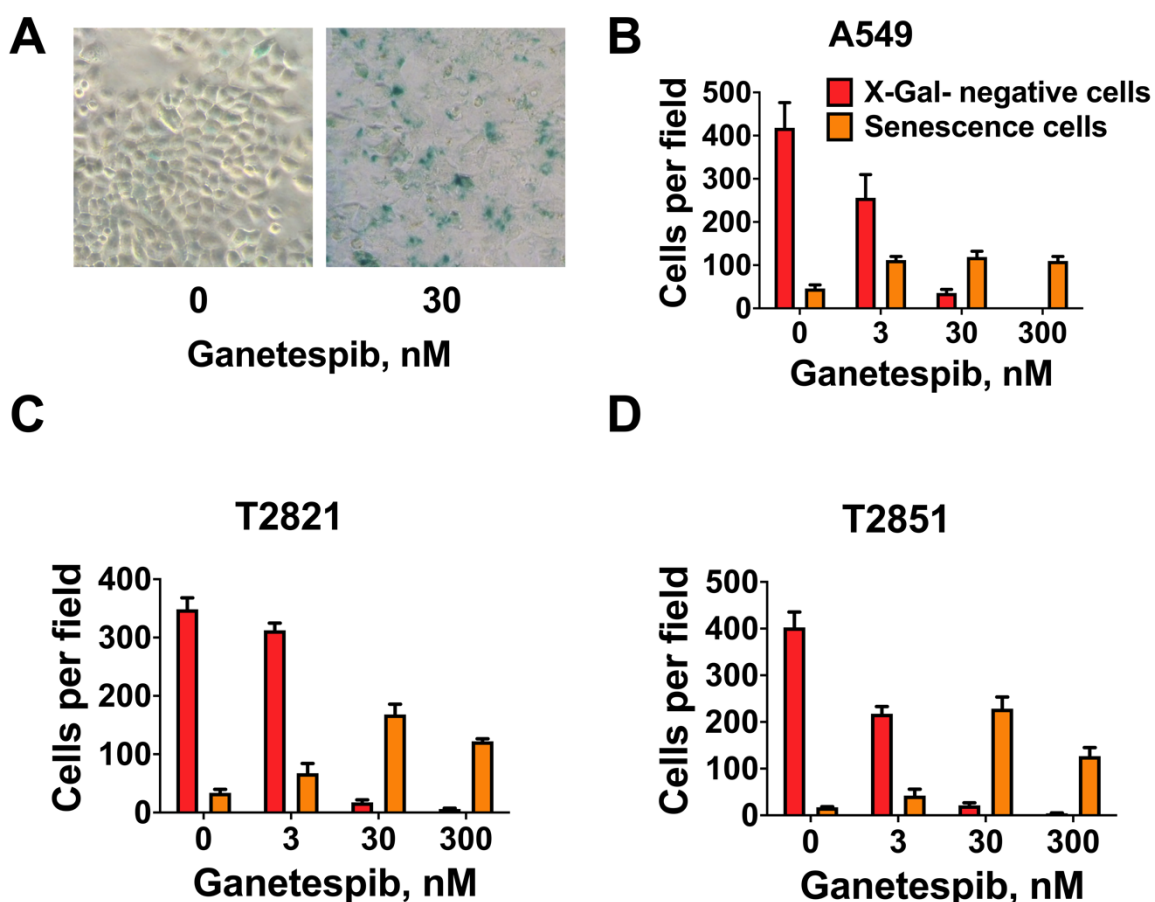 A
0
30
Ganetespib, nM
B
A549
X-Gal- negative cells
Senescence cells
Cells per field
500
400
300
200
100
0
0 3 30 300
Ganetespib, nM
C
T2821
Cells per field
400
300
200
100
0
0 3 30 300
Ganetespib, nM
D
T2851
Cells per field
500
400
300
200
100
0
0 3 30 300
Ganetespib, nM